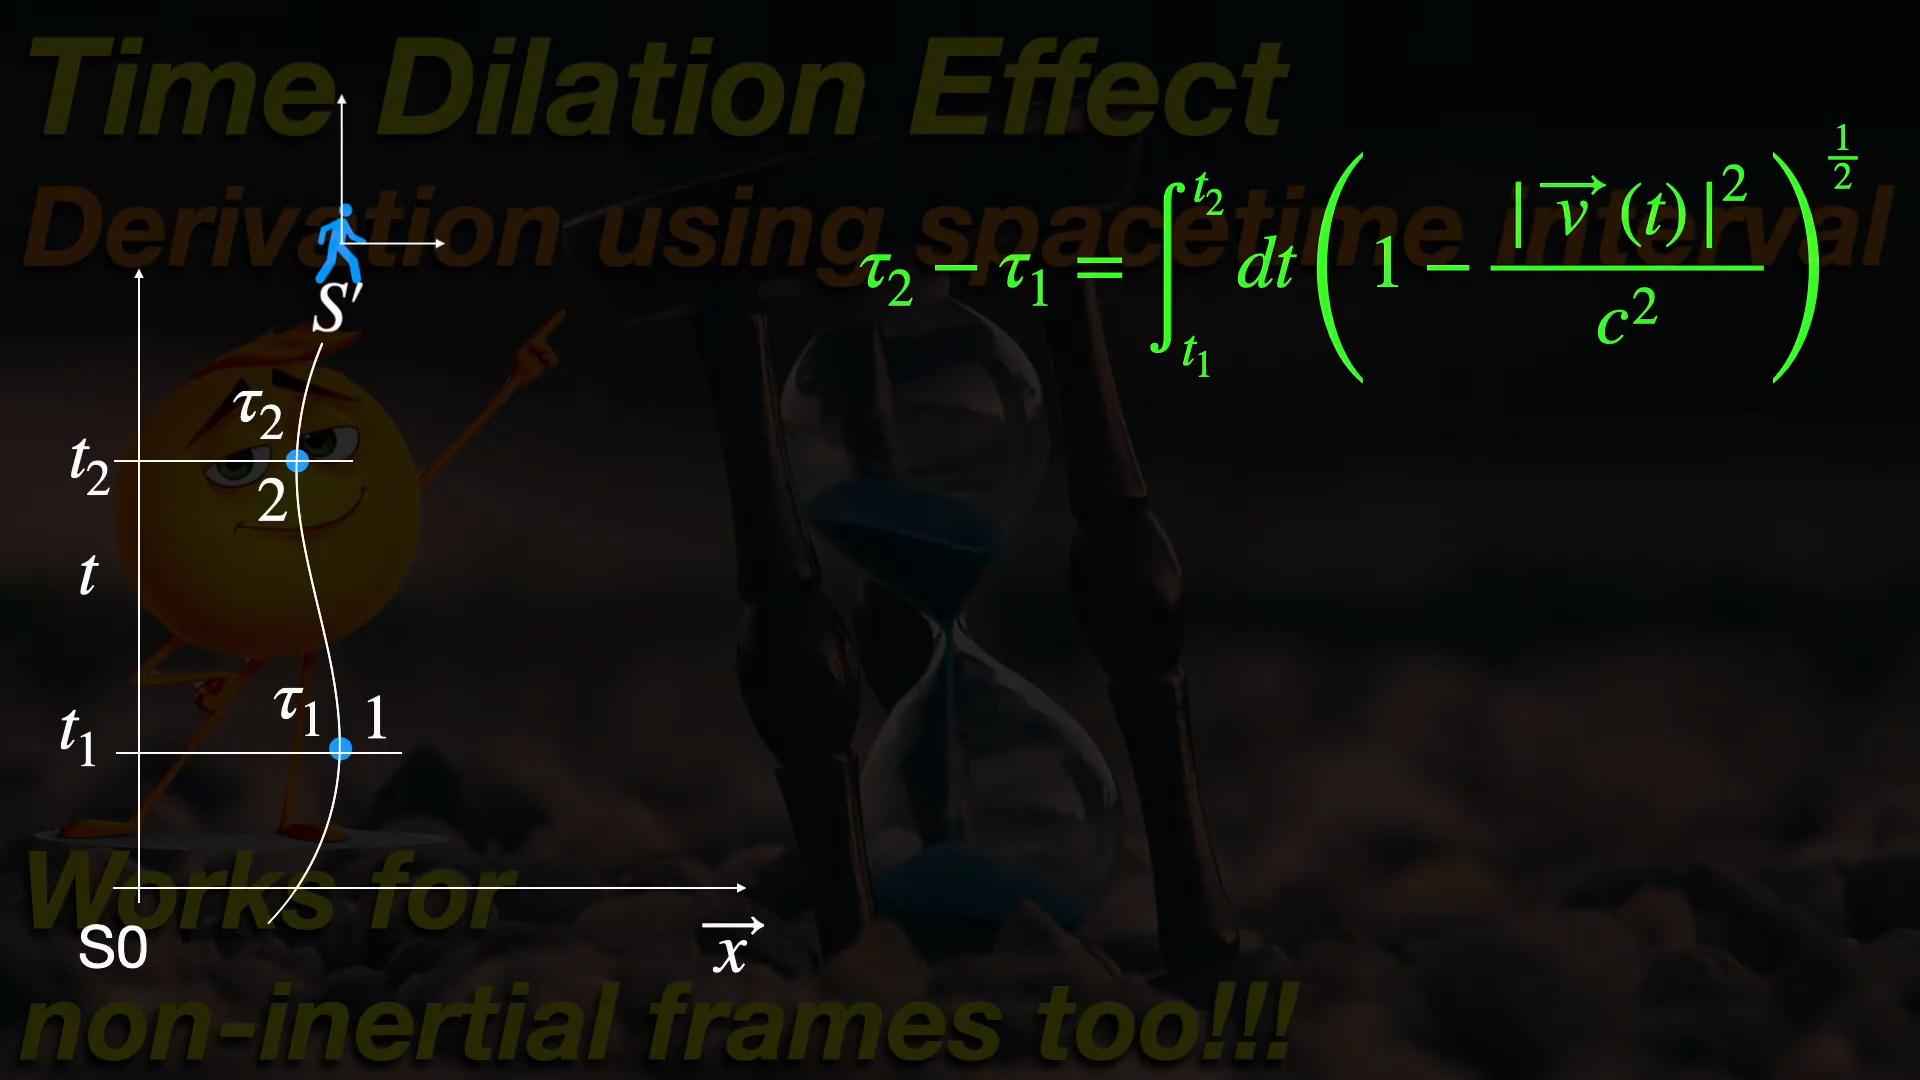 Time Dilation Effect
Derivation using spacetime interval
τ₂ − τ₁ = ∫_{t₁}^{t₂} dt ( 1 − |v⃗(t)|² / c² )^{1/2}
S′
τ₂
t₂
2
t
τ₁ 1
t₁
Works for
S0
x⃗
non-inertial frames too!!!